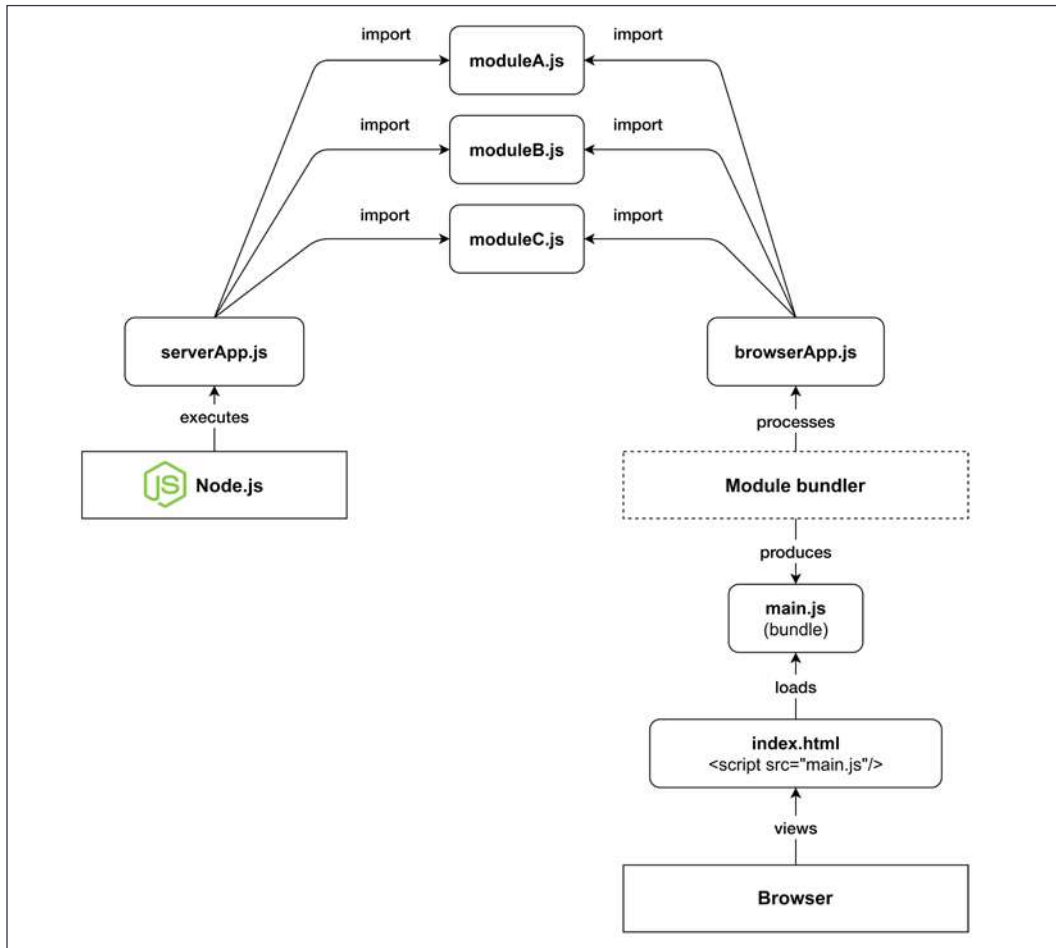 import
import
moduleA.js
import
import
moduleB.js
import
import
moduleC.js
serverApp.js
browserApp.js
executes
processes
JS Node.js
Module bundler
produces
main.js
(bundle)
loads
index.html
<script src="main.js"/>
views
Browser